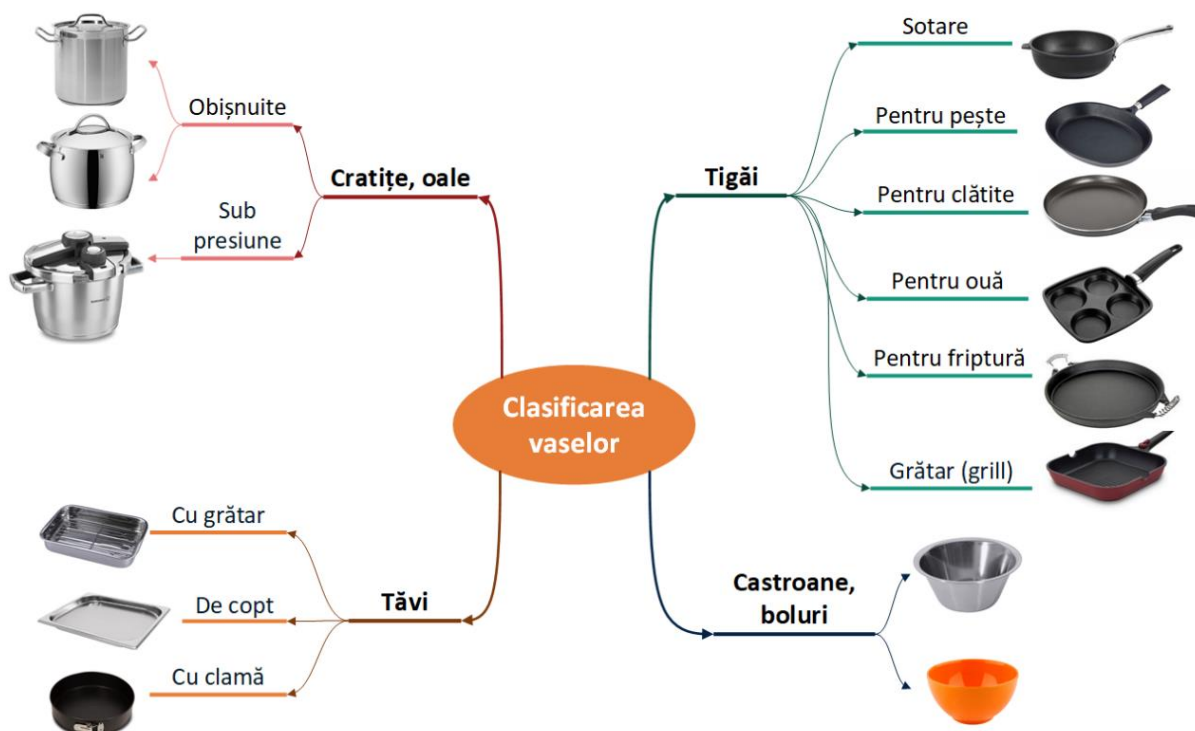 Clasificarea
vaselor
Cratițe, oale
Obișnuite
Sub
presiune
Tigăi
Sotare
Pentru pește
Pentru clătite
Pentru ouă
Pentru friptură
Grătar (grill)
Tăvi
Cu grătar
De copt
Cu clamă
Castroane,
boluri